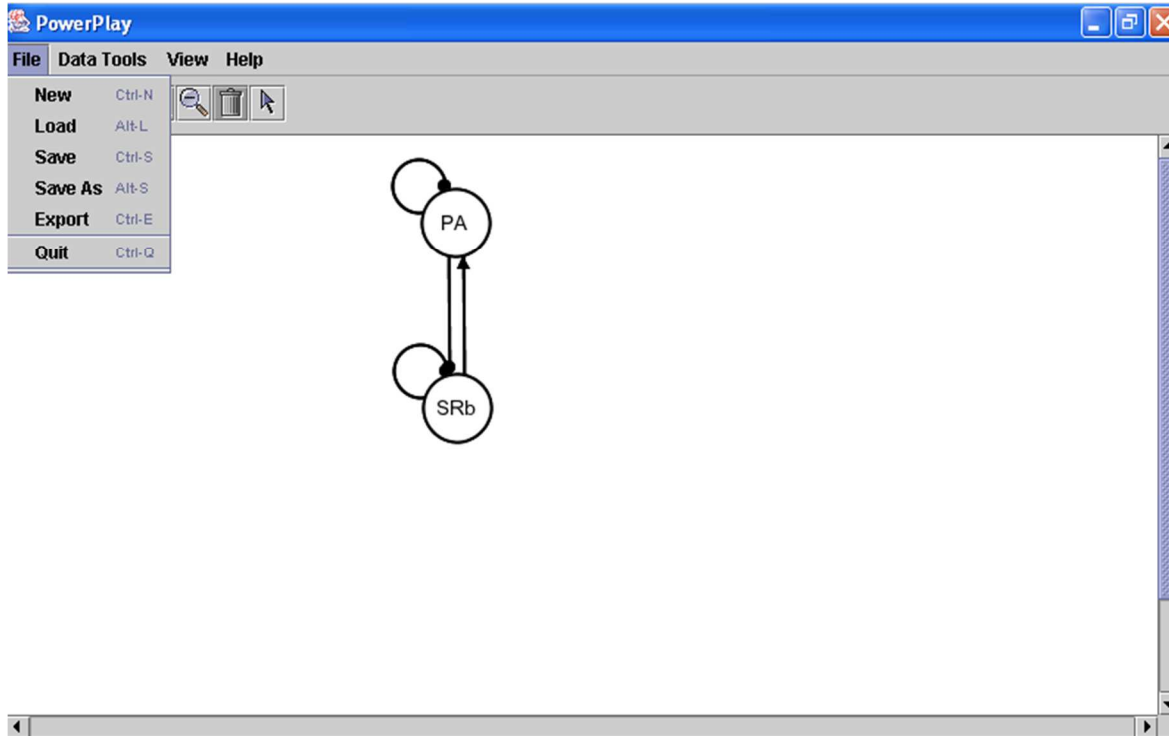 PowerPlay
File Data Tools View Help
New Ctrl-N
Load Alt-L
Save Ctrl-S
Save As Alt-S
Export Ctrl-E
Quit Ctrl-Q
PA
SRb